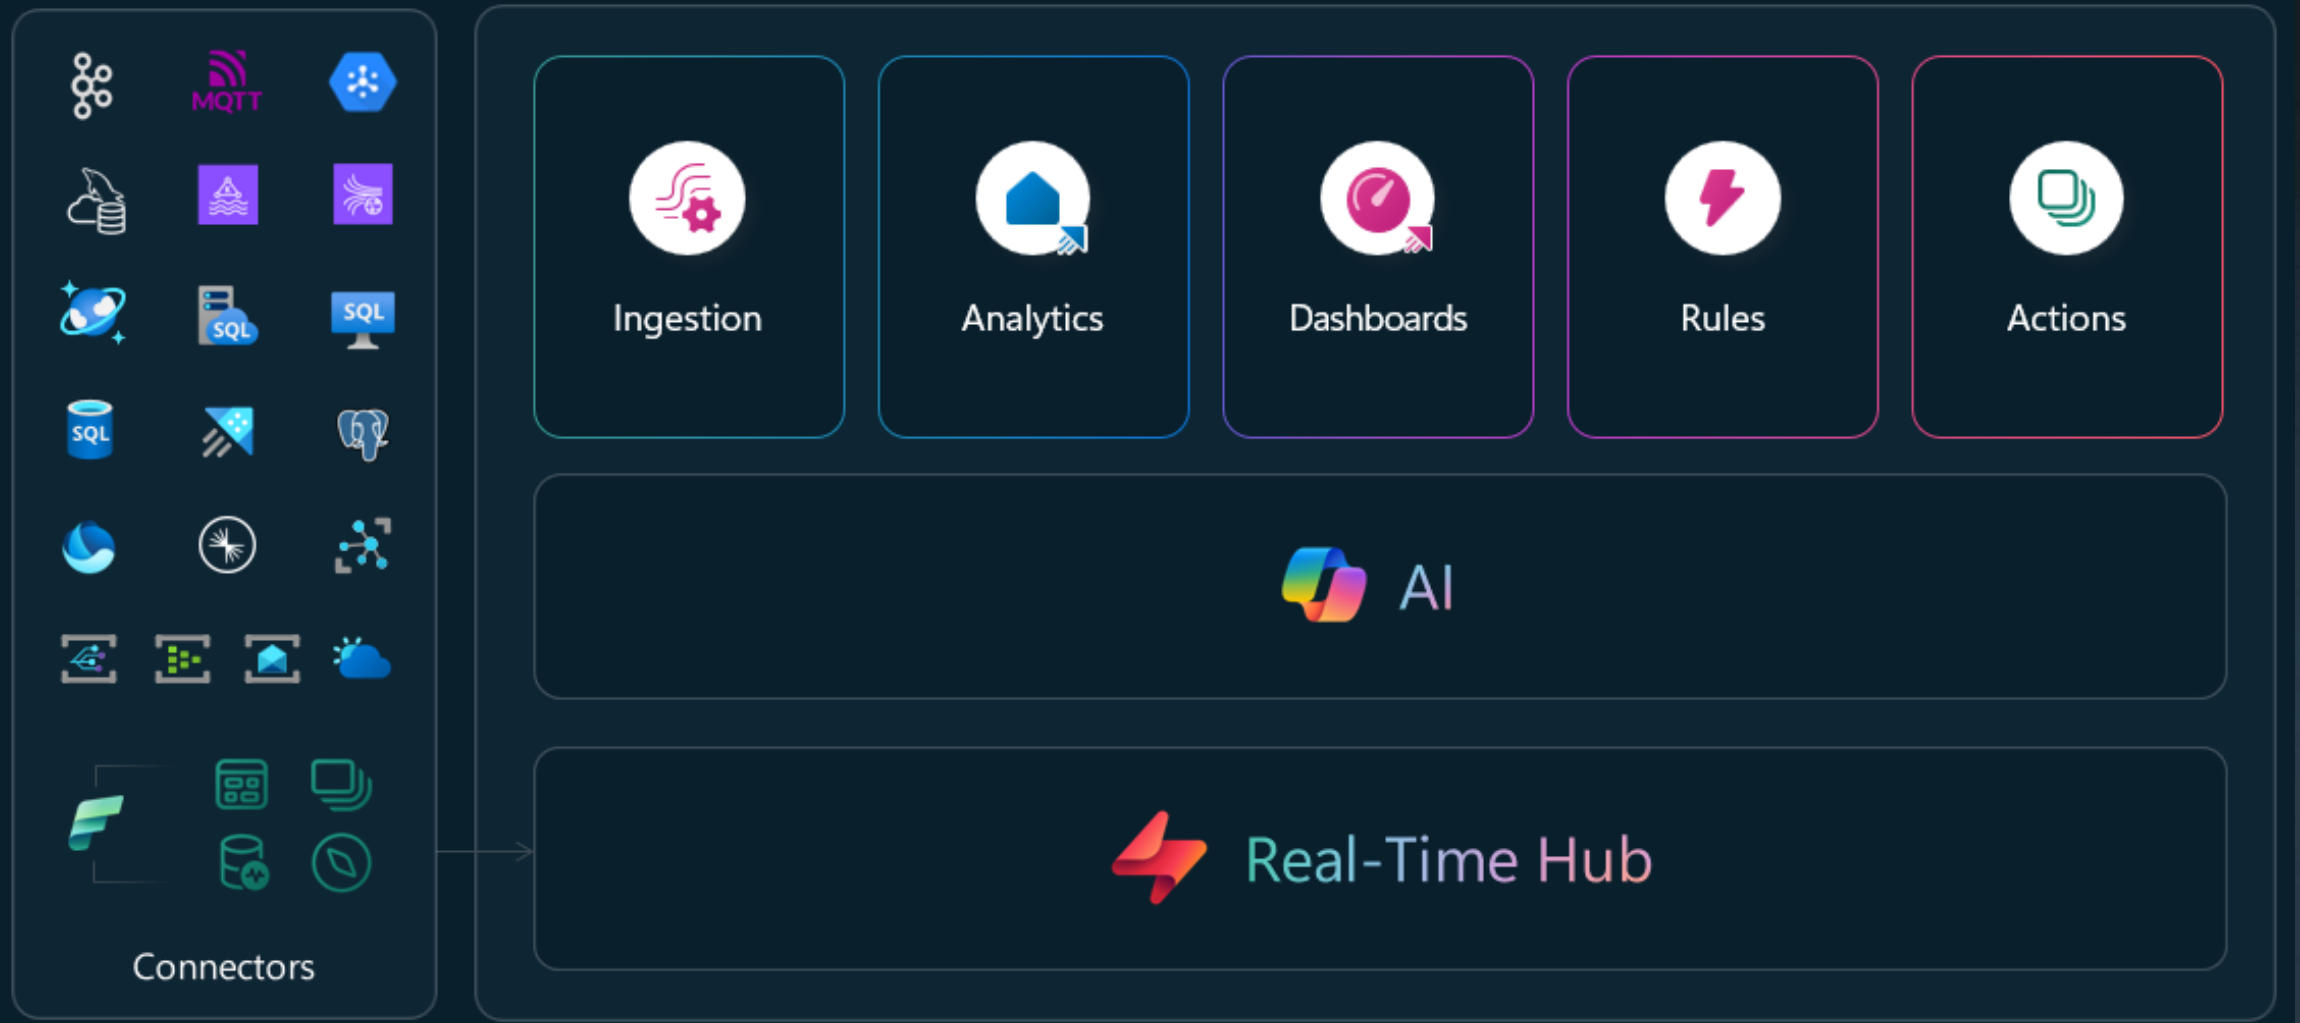 MQTT
SQL
SQL
SQL
Connectors
Ingestion
Analytics
Dashboards
Rules
Actions
AI
Real-Time Hub